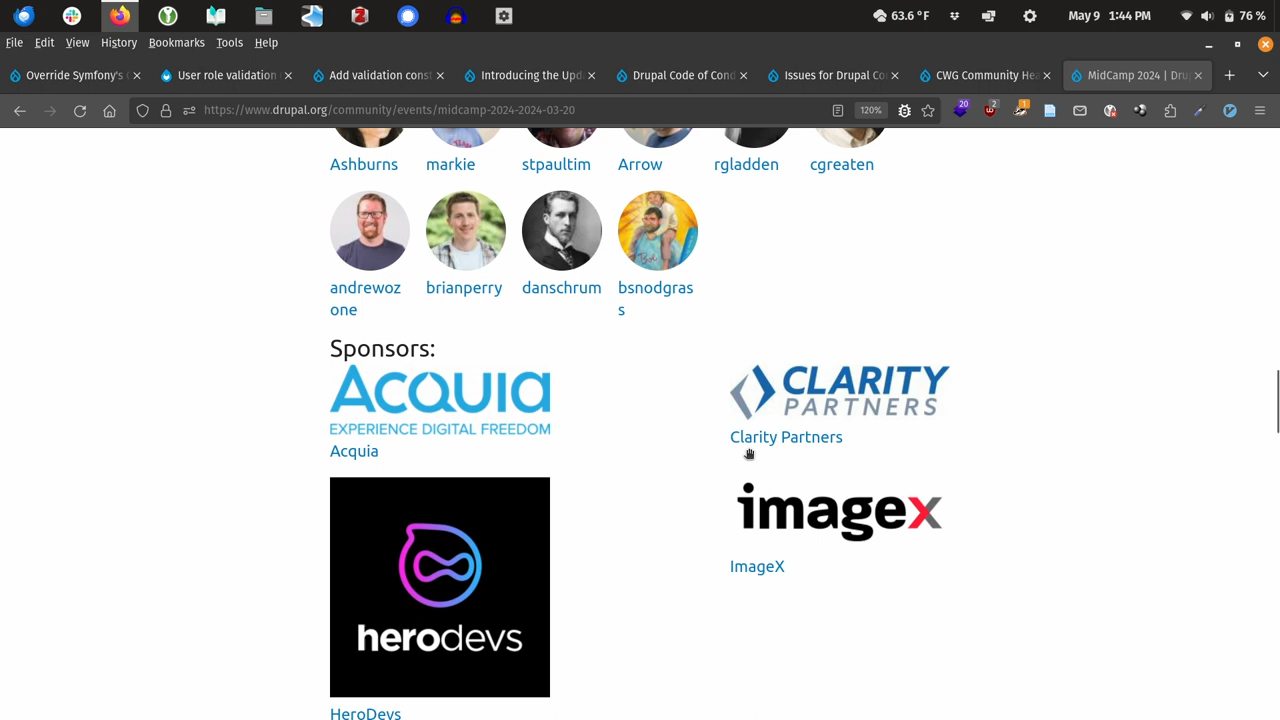 63.6 °F
May 9 1:44 PM
76 %
File Edit View History Bookmarks Tools Help
Override Symfony's
User role validation
Add validation const
Introducing the Upd
Drupal Code of Cond
Issues for Drupal Co
CWG Community Hea
MidCamp 2024 | Dru
https://www.drupal.org/community/events/midcamp-2024-2024-03-20
120%
20
2
1
Ashburns markie stpaultim Arrow rgladden cgreaten
andrewoz brianperry danschrum bsnodgras
one s
Sponsors:
ACQUIA
EXPERIENCE DIGITAL FREEDOM
Acquia
CLARITY
PARTNERS
Clarity Partners
herodevs
HeroDevs
imagex
ImageX